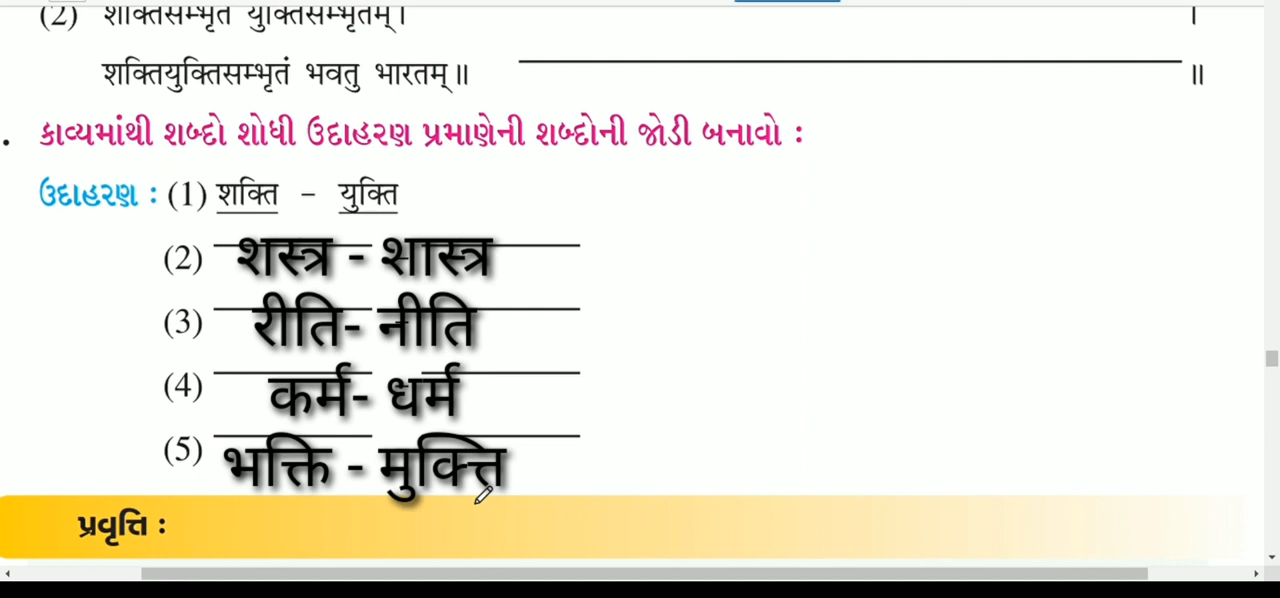 (2) शक्तिसम्भृतं युक्तिसम्भृतम्। ।
शक्तियुक्तिसम्भृतं भवतु भारतम्॥ ॥
. કાવ્યમાંથી શબ્દો શોધી ઉદાહરણ પ્રમાણેની શબ્દોની જોડી બનાવો :
ઉદાહરણ : (1) शक्ति - युक्ति
(2) शस्त्र - शास्त्र
(3) रीति- नीति
(4) कर्म- धर्म
(5) भक्ति - मुक्ति
પ્રવૃત્તિ :